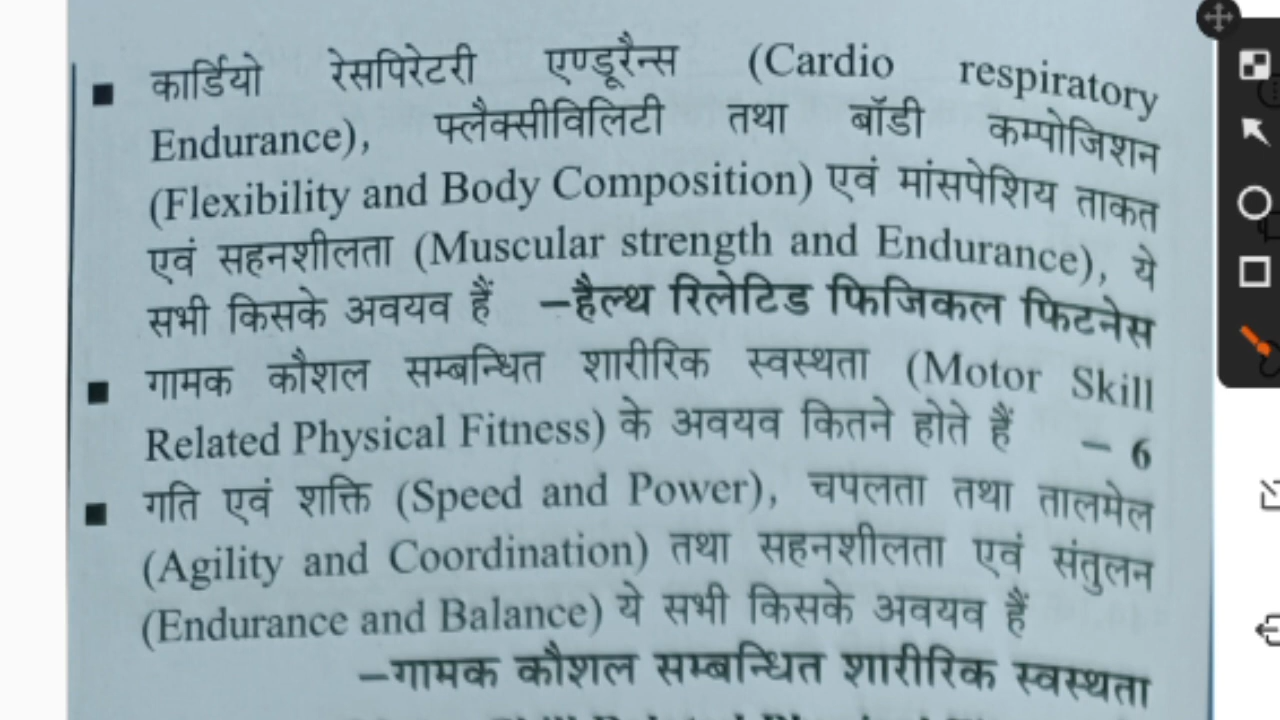 ■ कार्डियो रेसपिरेटरी एण्डूरैन्स (Cardio respiratory
Endurance), फ्लैक्सीविलिटी तथा बॉडी कम्पोजिशन
(Flexibility and Body Composition) एवं मांसपेशिय ताकत
एवं सहनशीलता (Muscular strength and Endurance), ये
सभी किसके अवयव हैं –हैल्थ रिलेटिड फिजिकल फिटनेस
■ गामक कौशल सम्बन्धित शारीरिक स्वस्थता (Motor Skill
Related Physical Fitness) के अवयव कितने होते हैं – 6
■ गति एवं शक्ति (Speed and Power), चपलता तथा तालमेल
(Agility and Coordination) तथा सहनशीलता एवं संतुलन
(Endurance and Balance) ये सभी किसके अवयव हैं
–गामक कौशल सम्बन्धित शारीरिक स्वस्थता